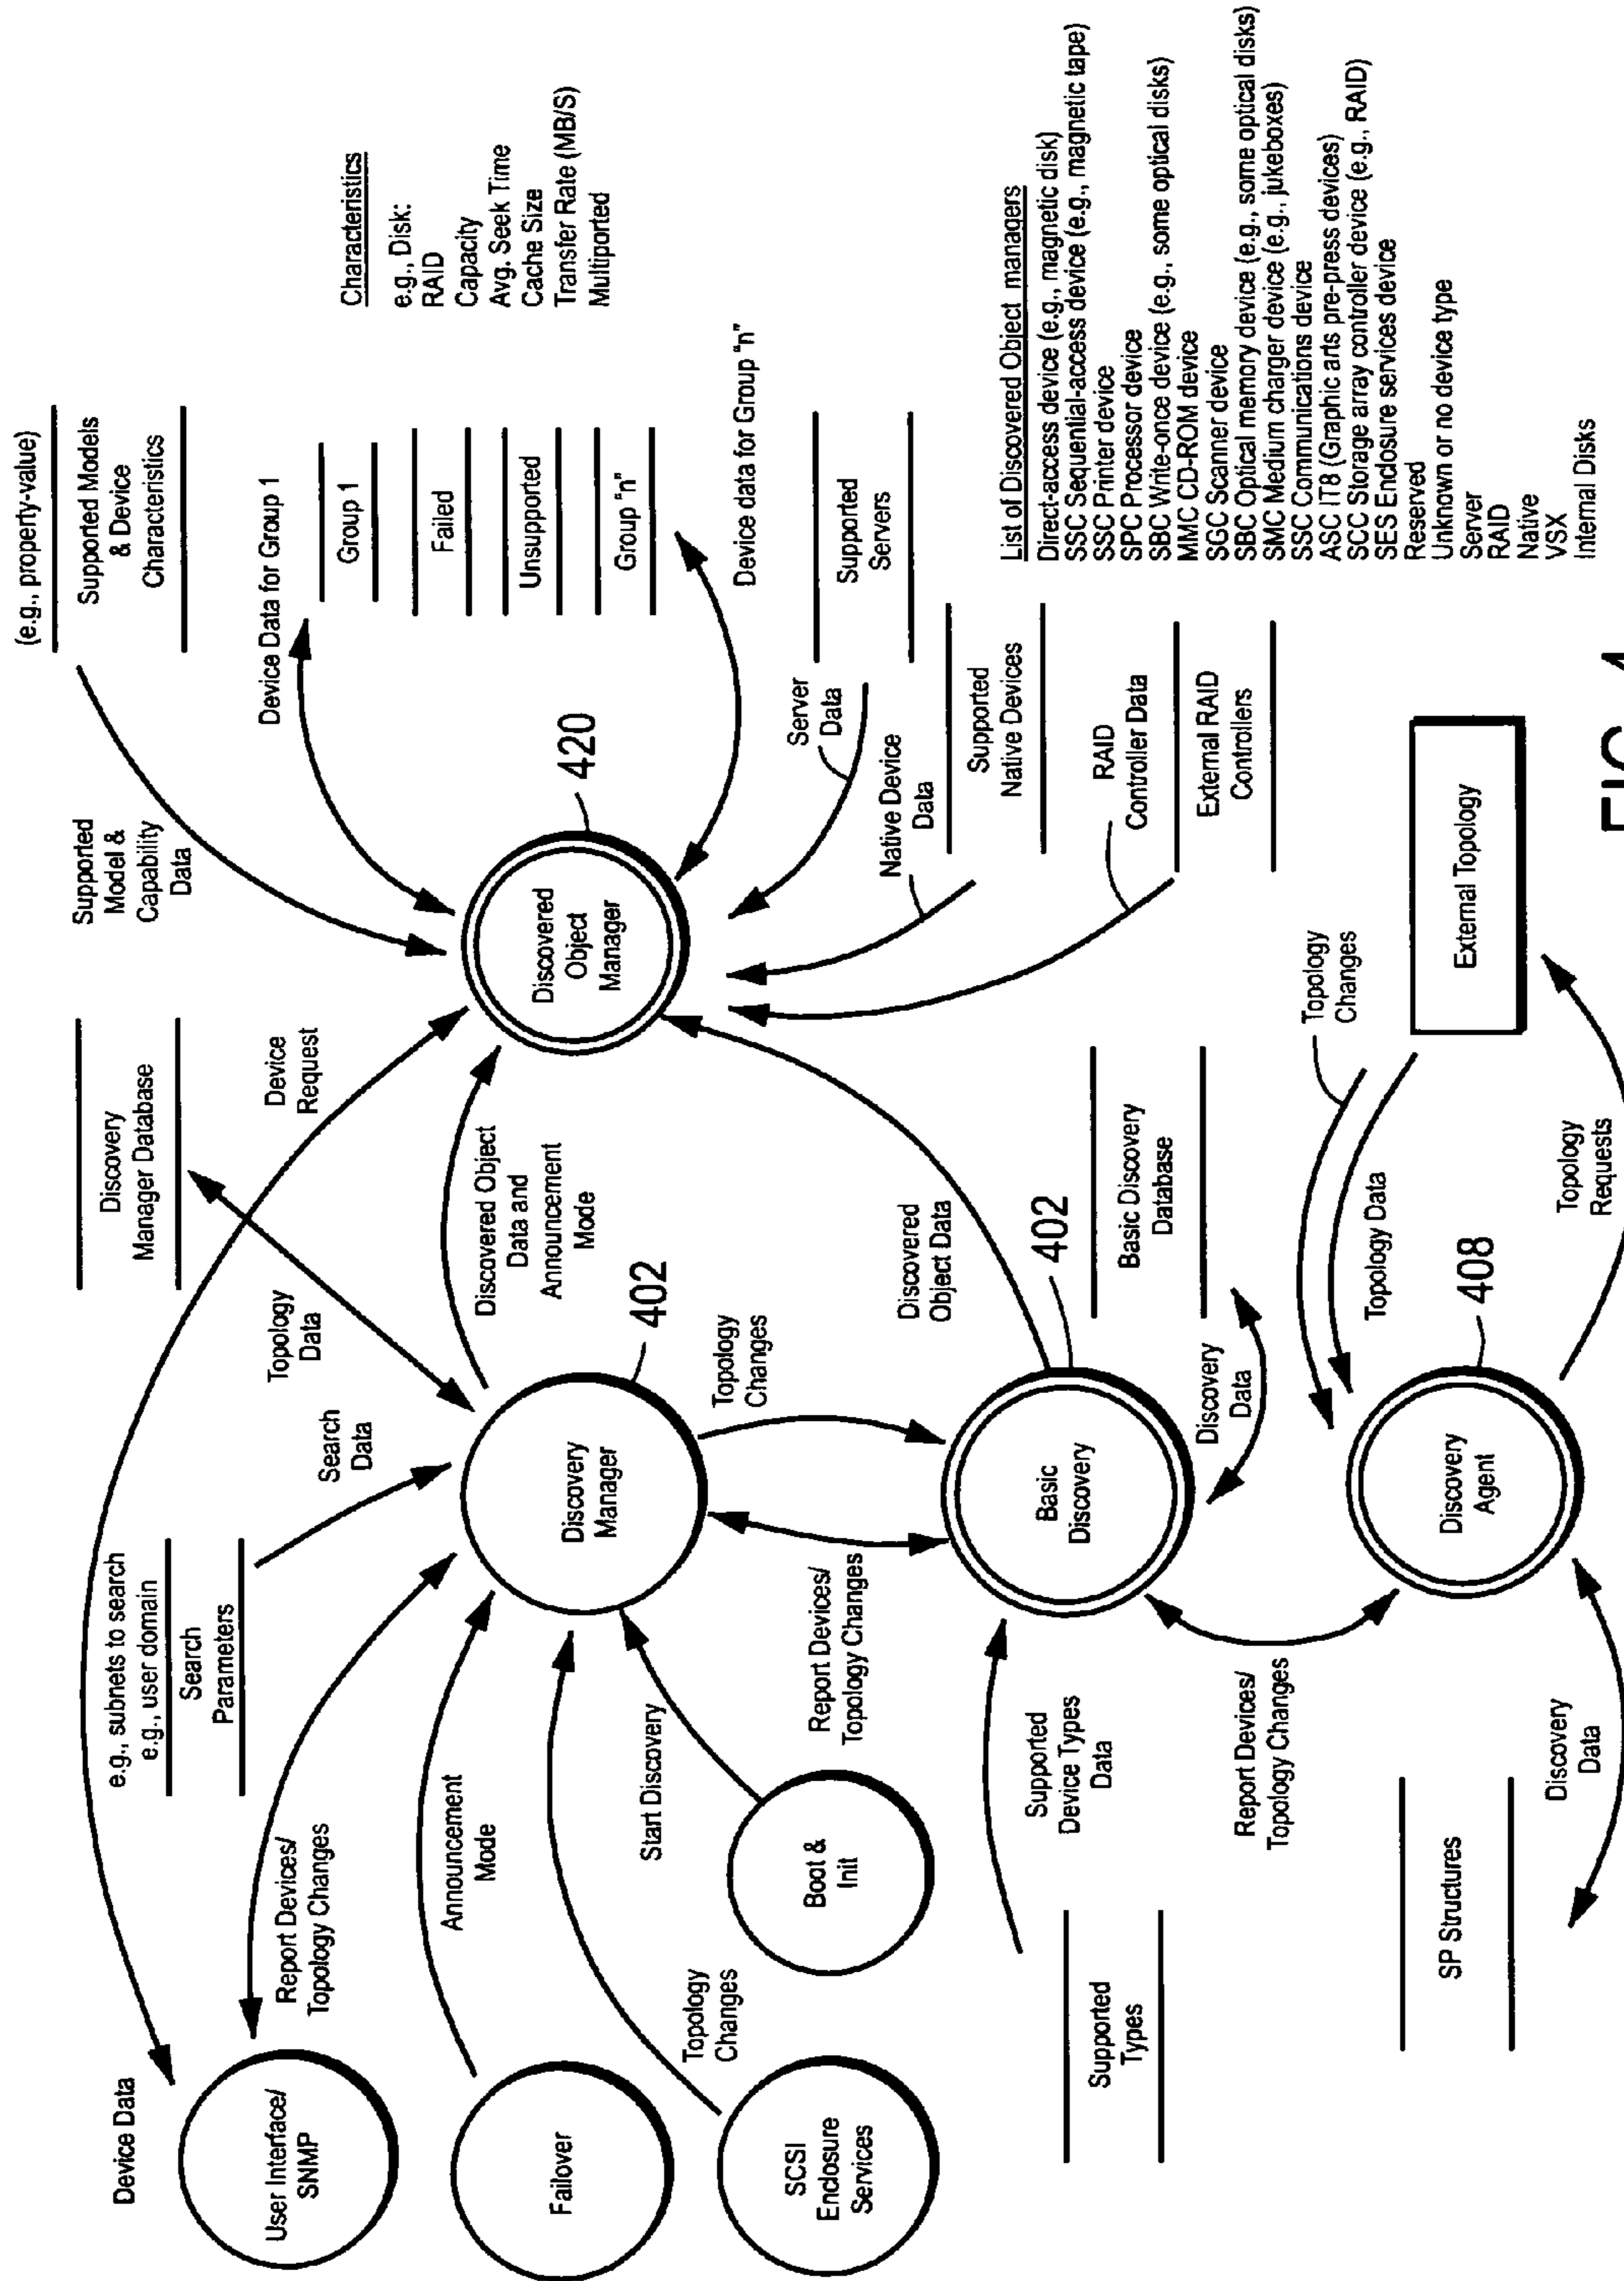 Device Data
User Interface/
SNMP
Failover
SCSI
Enclosure
Services
Report Devices/
Topology Changes
Announcement
Mode
Topology
Changes
Start Discovery
Boot &
Init
e.g., subnets to search
e.g., user domain
Search
Parameters
Search
Data
Topology
Data
Discovery
Manager Database
Device
Request
Discovery
Manager
402
Discovered Object
Data and
Announcement
Mode
Topology
Changes
Report Devices/
Topology Changes
Supported
Types
Supported
Device Types
Data
Basic
Discovery
402
Discovered
Object Data
Basic Discovery
Database
Discovery
Data
Report Devices/
Topology Changes
SP Structures
Discovery
Data
Discovery
Agent
408
Topology Data
Topology
Changes
Topology
Requests
External Topology
Supported
Model &
Capability
Data
(e.g., property-value)
Supported Models
& Device
Characteristics
Discovered
Object
Manager
420
Device Data for Group 1
Group 1
Failed
Unsupported
Group "n"
Device data for Group "n"
Server
Data
Supported
Servers
Native Device
Data
Supported
Native Devices
RAID
Controller Data
External RAID
Controllers
Characteristics
e.g., Disk:
RAID
Capacity
Avg. Seek Time
Cache Size
Transfer Rate (MB/S)
Multiported
List of Discovered Object managers
Direct-access device (e.g., magnetic disk)
SSC Sequential-access device (e.g., magnetic tape)
SSC Printer device
SPC Processor device
SBC Write-once device (e.g., some optical disks)
MMC CD-ROM device
SGC Scanner device
SBC Optical memory device (e.g., some optical disks)
SMC Medium charger device (e.g., jukeboxes)
SSC Communications device
ASC IT8 (Graphic arts pre-press devices)
SCC Storage array controller device (e.g., RAID)
SES Enclosure services device
Reserved
Unknown or no device type
Server
RAID
Native
VSX
Internal Disks